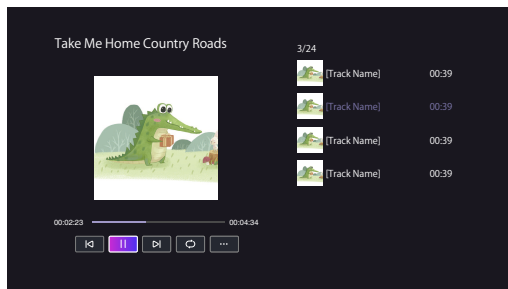 Take Me Home Country Roads
00:02:23
00:04:34
3/24
[Track Name] 00:39
[Track Name] 00:39
[Track Name] 00:39
[Track Name] 00:39